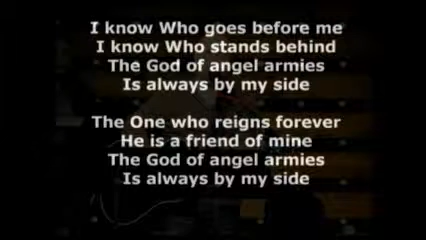 I know Who goes before me
I know Who stands behind
The God of angel armies
Is always by my side
The One who reigns forever
He is a friend of mine
The God of angel armies
Is always by my side